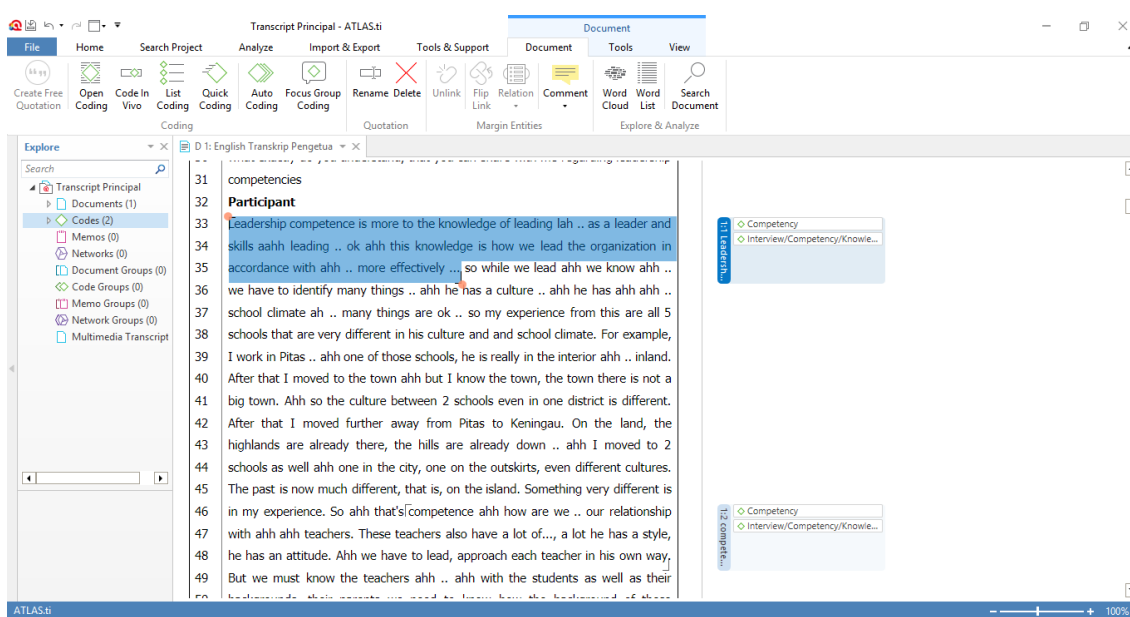 Transcript Principal - ATLAS.ti
Document
File Home Search Project Analyze Import & Export Tools & Support Document Tools View
Create Free Quotation
Open Coding
Code In Vivo
List Coding
Quick Coding
Auto Coding
Focus Group Coding
Rename Delete
Unlink
Flip Link
Relation
Comment
Word Cloud
Word List
Search Document
Coding Quotation Margin Entities Explore & Analyze
Explore
D 1: English Transkrip Pengetua
Search
Transcript Principal
Documents (1)
Codes (2)
Memos (0)
Networks (0)
Document Groups (0)
Code Groups (0)
Memo Groups (0)
Network Groups (0)
Multimedia Transcript
31 competencies
32 Participant
33 Leadership competence is more to the knowledge of leading lah .. as a leader and
34 skills aahh leading .. ok ahh this knowledge is how we lead the organization in
35 accordance with ahh .. more effectively ... so while we lead ahh we know ahh ..
36 we have to identify many things .. ahh he has a culture .. ahh he has ahh ahh ..
37 school climate ah .. many things are ok .. so my experience from this are all 5
38 schools that are very different in his culture and and school climate. For example,
39 I work in Pitas .. ahh one of those schools, he is really in the interior ahh .. inland.
40 After that I moved to the town ahh but I know the town, the town there is not a
41 big town. Ahh so the culture between 2 schools even in one district is different.
42 After that I moved further away from Pitas to Keningau. On the land, the
43 highlands are already there, the hills are already down .. ahh I moved to 2
44 schools as well ahh one in the city, one on the outskirts, even different cultures.
45 The past is now much different, that is, on the island. Something very different is
46 in my experience. So ahh that's competence ahh how are we .. our relationship
47 with ahh ahh teachers. These teachers also have a lot of..., a lot he has a style,
48 he has an attitude. Ahh we have to lead, approach each teacher in his own way.
49 But we must know the teachers ahh .. ahh with the students as well as their
1:1 Leadersh...
Competency
Interview/Competency/Knowle...
1:2 compete...
Competency
Interview/Competency/Knowle...
ATLAS.ti
100%